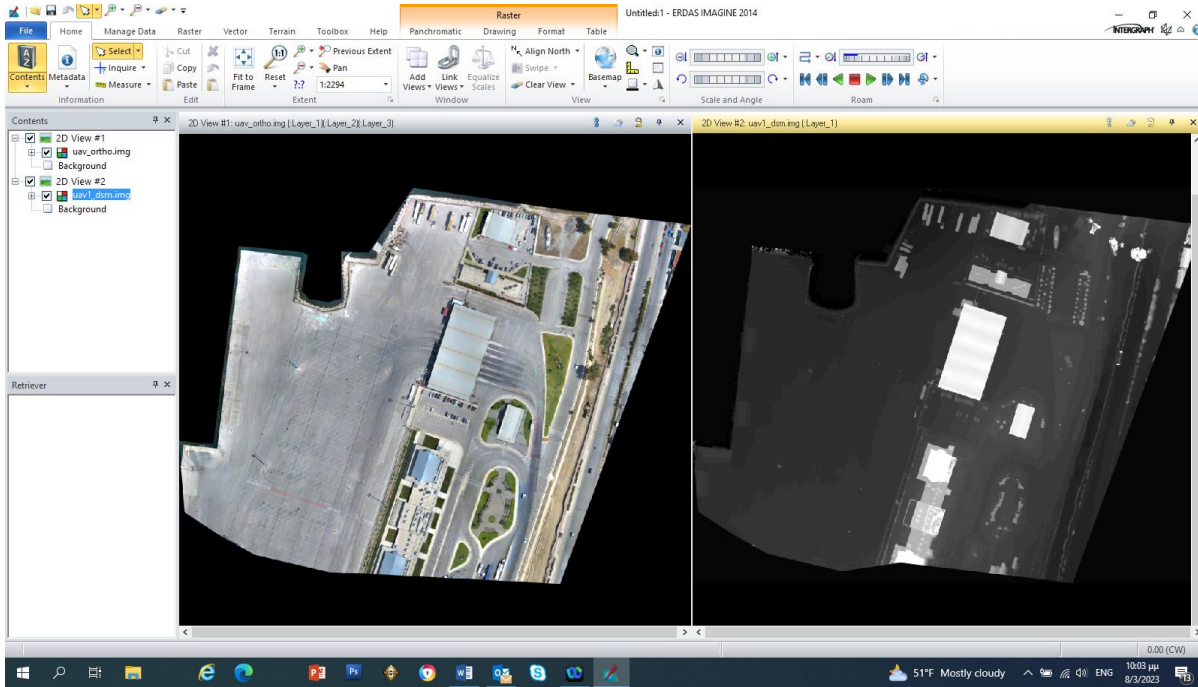 Raster
Untitled:1 - ERDAS IMAGINE 2014
File Home Manage Data Raster Vector Terrain Toolbox Help Panchromatic Drawing Format Table
INTERGRAPH
Contents Metadata Select Inquire Measure
Cut Copy Paste
Fit to Frame Reset ?:? Previous Extent Pan 1:2294
Add Views Link Views Equalize Scales
Align North Swipe Clear View Basemap
Information Edit Extent Window View Scale and Angle Roam
Contents
2D View #1
uav_ortho.img
Background
2D View #2
uav1_dsm.img
Background
Retriever
2D View #1: uav_ortho.img (:Layer_1)(:Layer_2)(:Layer_3)
2D View #2: uav1_dsm.img (:Layer_1)
0.00 (CW)
51°F Mostly cloudy
ENG
10:03 μμ
8/3/2023
13